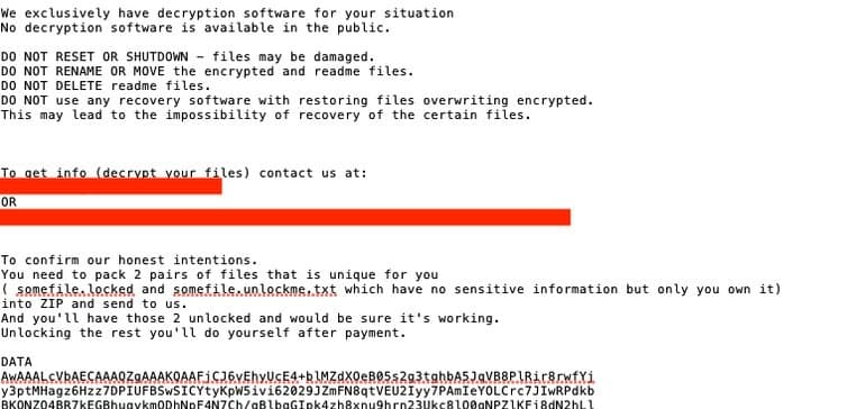 We exclusively have decryption software for your situation
No decryption software is available in the public.
DO NOT RESET OR SHUTDOWN – files may be damaged.
DO NOT RENAME OR MOVE the encrypted and readme files.
DO NOT DELETE readme files.
DO NOT use any recovery software with restoring files overwriting encrypted.
This may lead to the impossibility of recovery of the certain files.
To get info (decrypt your files) contact us at:
OR
To confirm our honest intentions.
You need to pack 2 pairs of files that is unique for you
( somefile.locked and somefile.unlockme.txt which have no sensitive information but only you own it)
into ZIP and send to us.
And you'll have those 2 unlocked and would be sure it's working.
Unlocking the rest you'll do yourself after payment.
DATA